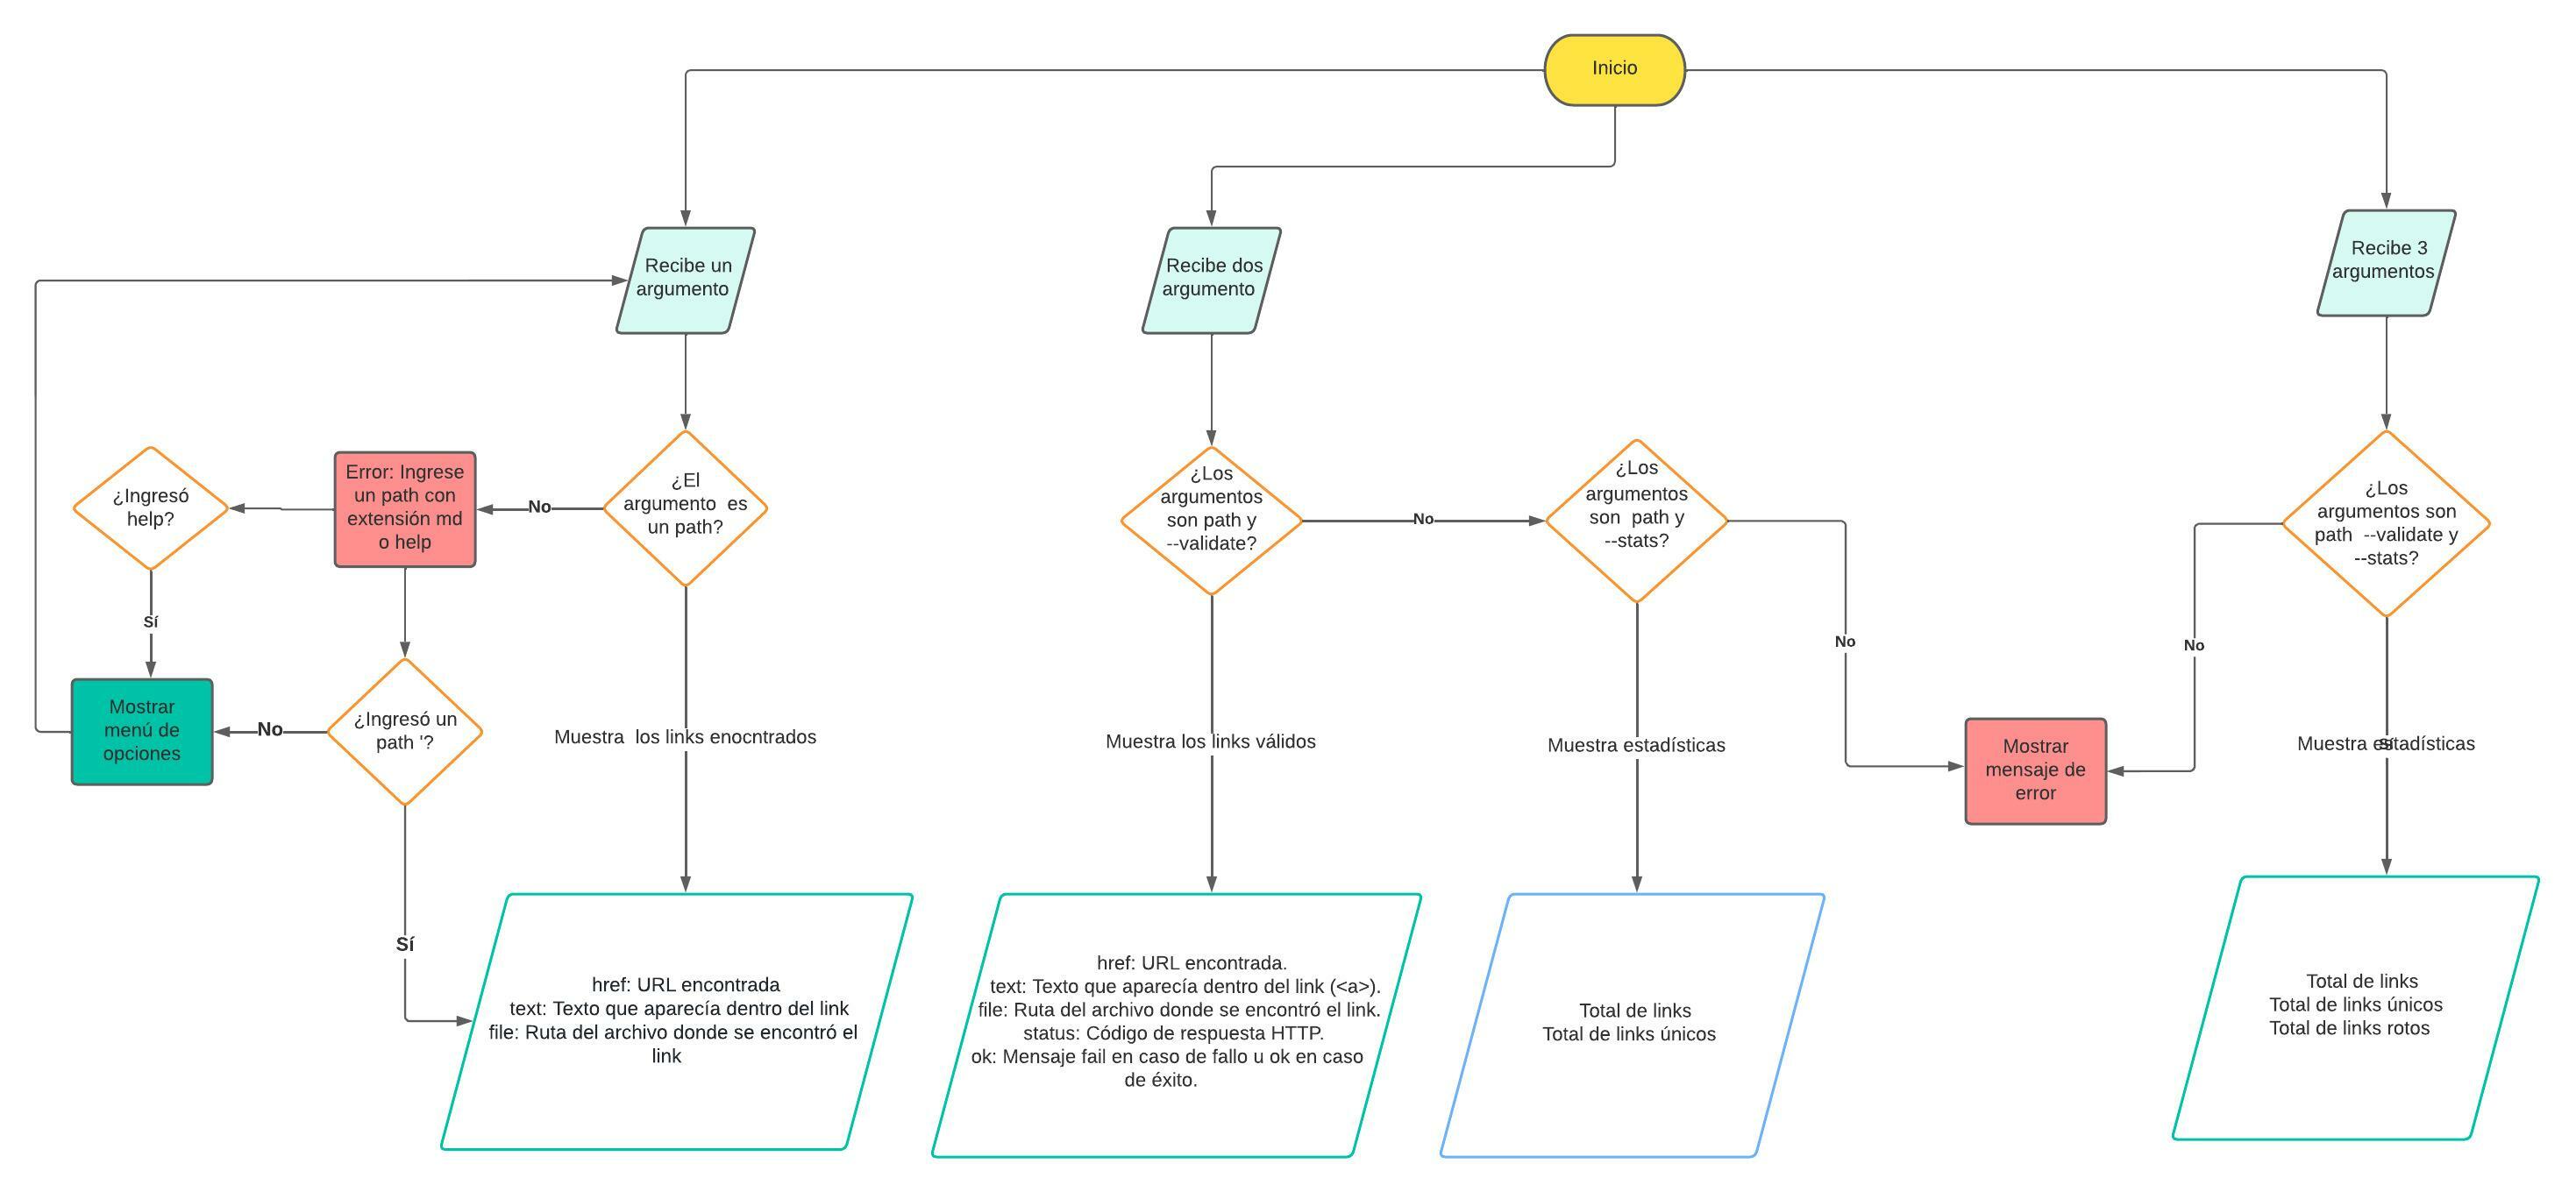 Inicio
Recibe un
argumento
Recibe dos
argumento
Recibe 3
argumentos
¿Ingresó
help?
Error: Ingrese
un path con
extensión md
o help
No
¿El
argumento  es
un path?
¿Los
argumentos
son path y
--validate?
No
¿Los
argumentos
son  path y
--stats?
¿Los
argumentos son
path  --validate y
--stats?
Sí
No
No
Mostrar
menú de
opciones
No
¿Ingresó un
path '?
Muestra  los links enocntrados
Muestra los links válidos
Muestra estadísticas
Mostrar
mensaje de
error
Muestra estadísticas
Sí
Sí
href: URL encontrada
text: Texto que aparecía dentro del link
file: Ruta del archivo donde se encontró el
link
href: URL encontrada.
text: Texto que aparecía dentro del link (<a>).
file: Ruta del archivo donde se encontró el link.
status: Código de respuesta HTTP.
ok: Mensaje fail en caso de fallo u ok en caso
de éxito.
Total de links
Total de links únicos
Total de links
Total de links únicos
Total de links rotos